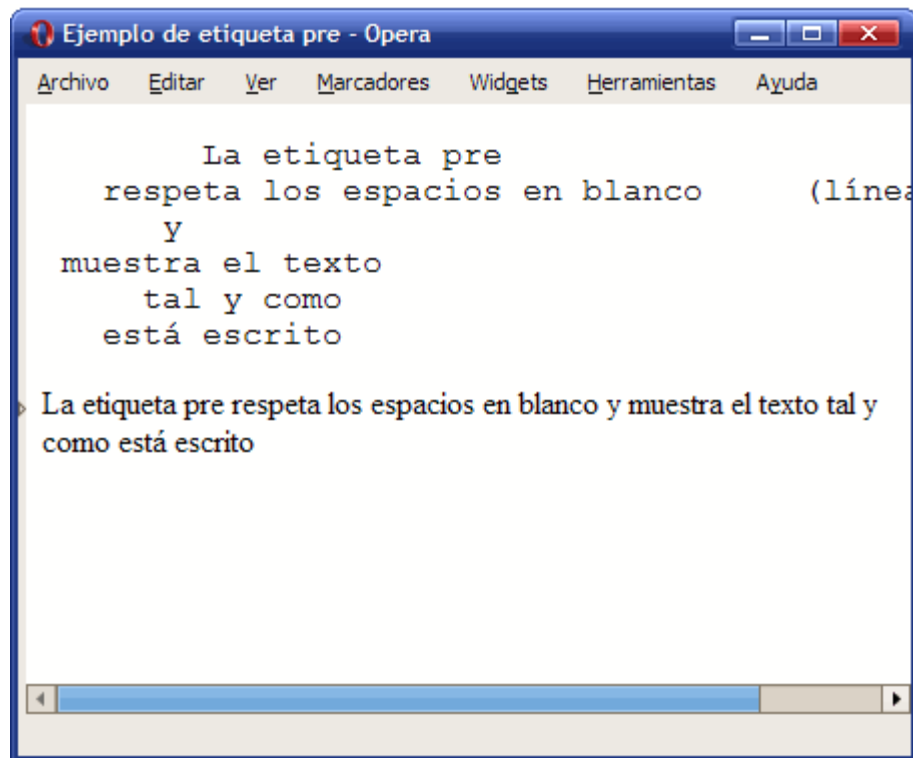 Ejemplo de etiqueta pre - Opera
Archivo Editar Ver Marcadores Widgets Herramientas Ayuda
La etiqueta pre
respeta los espacios en blanco (línea
y
muestra el texto
tal y como
está escrito
La etiqueta pre respeta los espacios en blanco y muestra el texto tal y
como está escrito